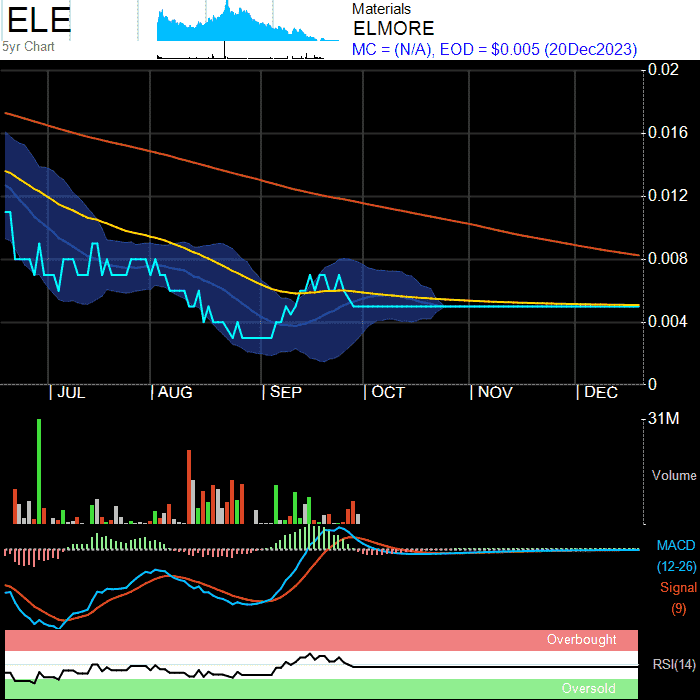 ELE
5yr Chart
Materials
ELMORE
MC = (N/A), EOD = $0.005 (20Dec2023)
0.02
0.016
0.012
0.008
0.004
0
| JUL | AUG | SEP | OCT | NOV | DEC
31M
Volume
MACD
(12-26)
Signal
(9)
Overbought
RSI(14)
Oversold